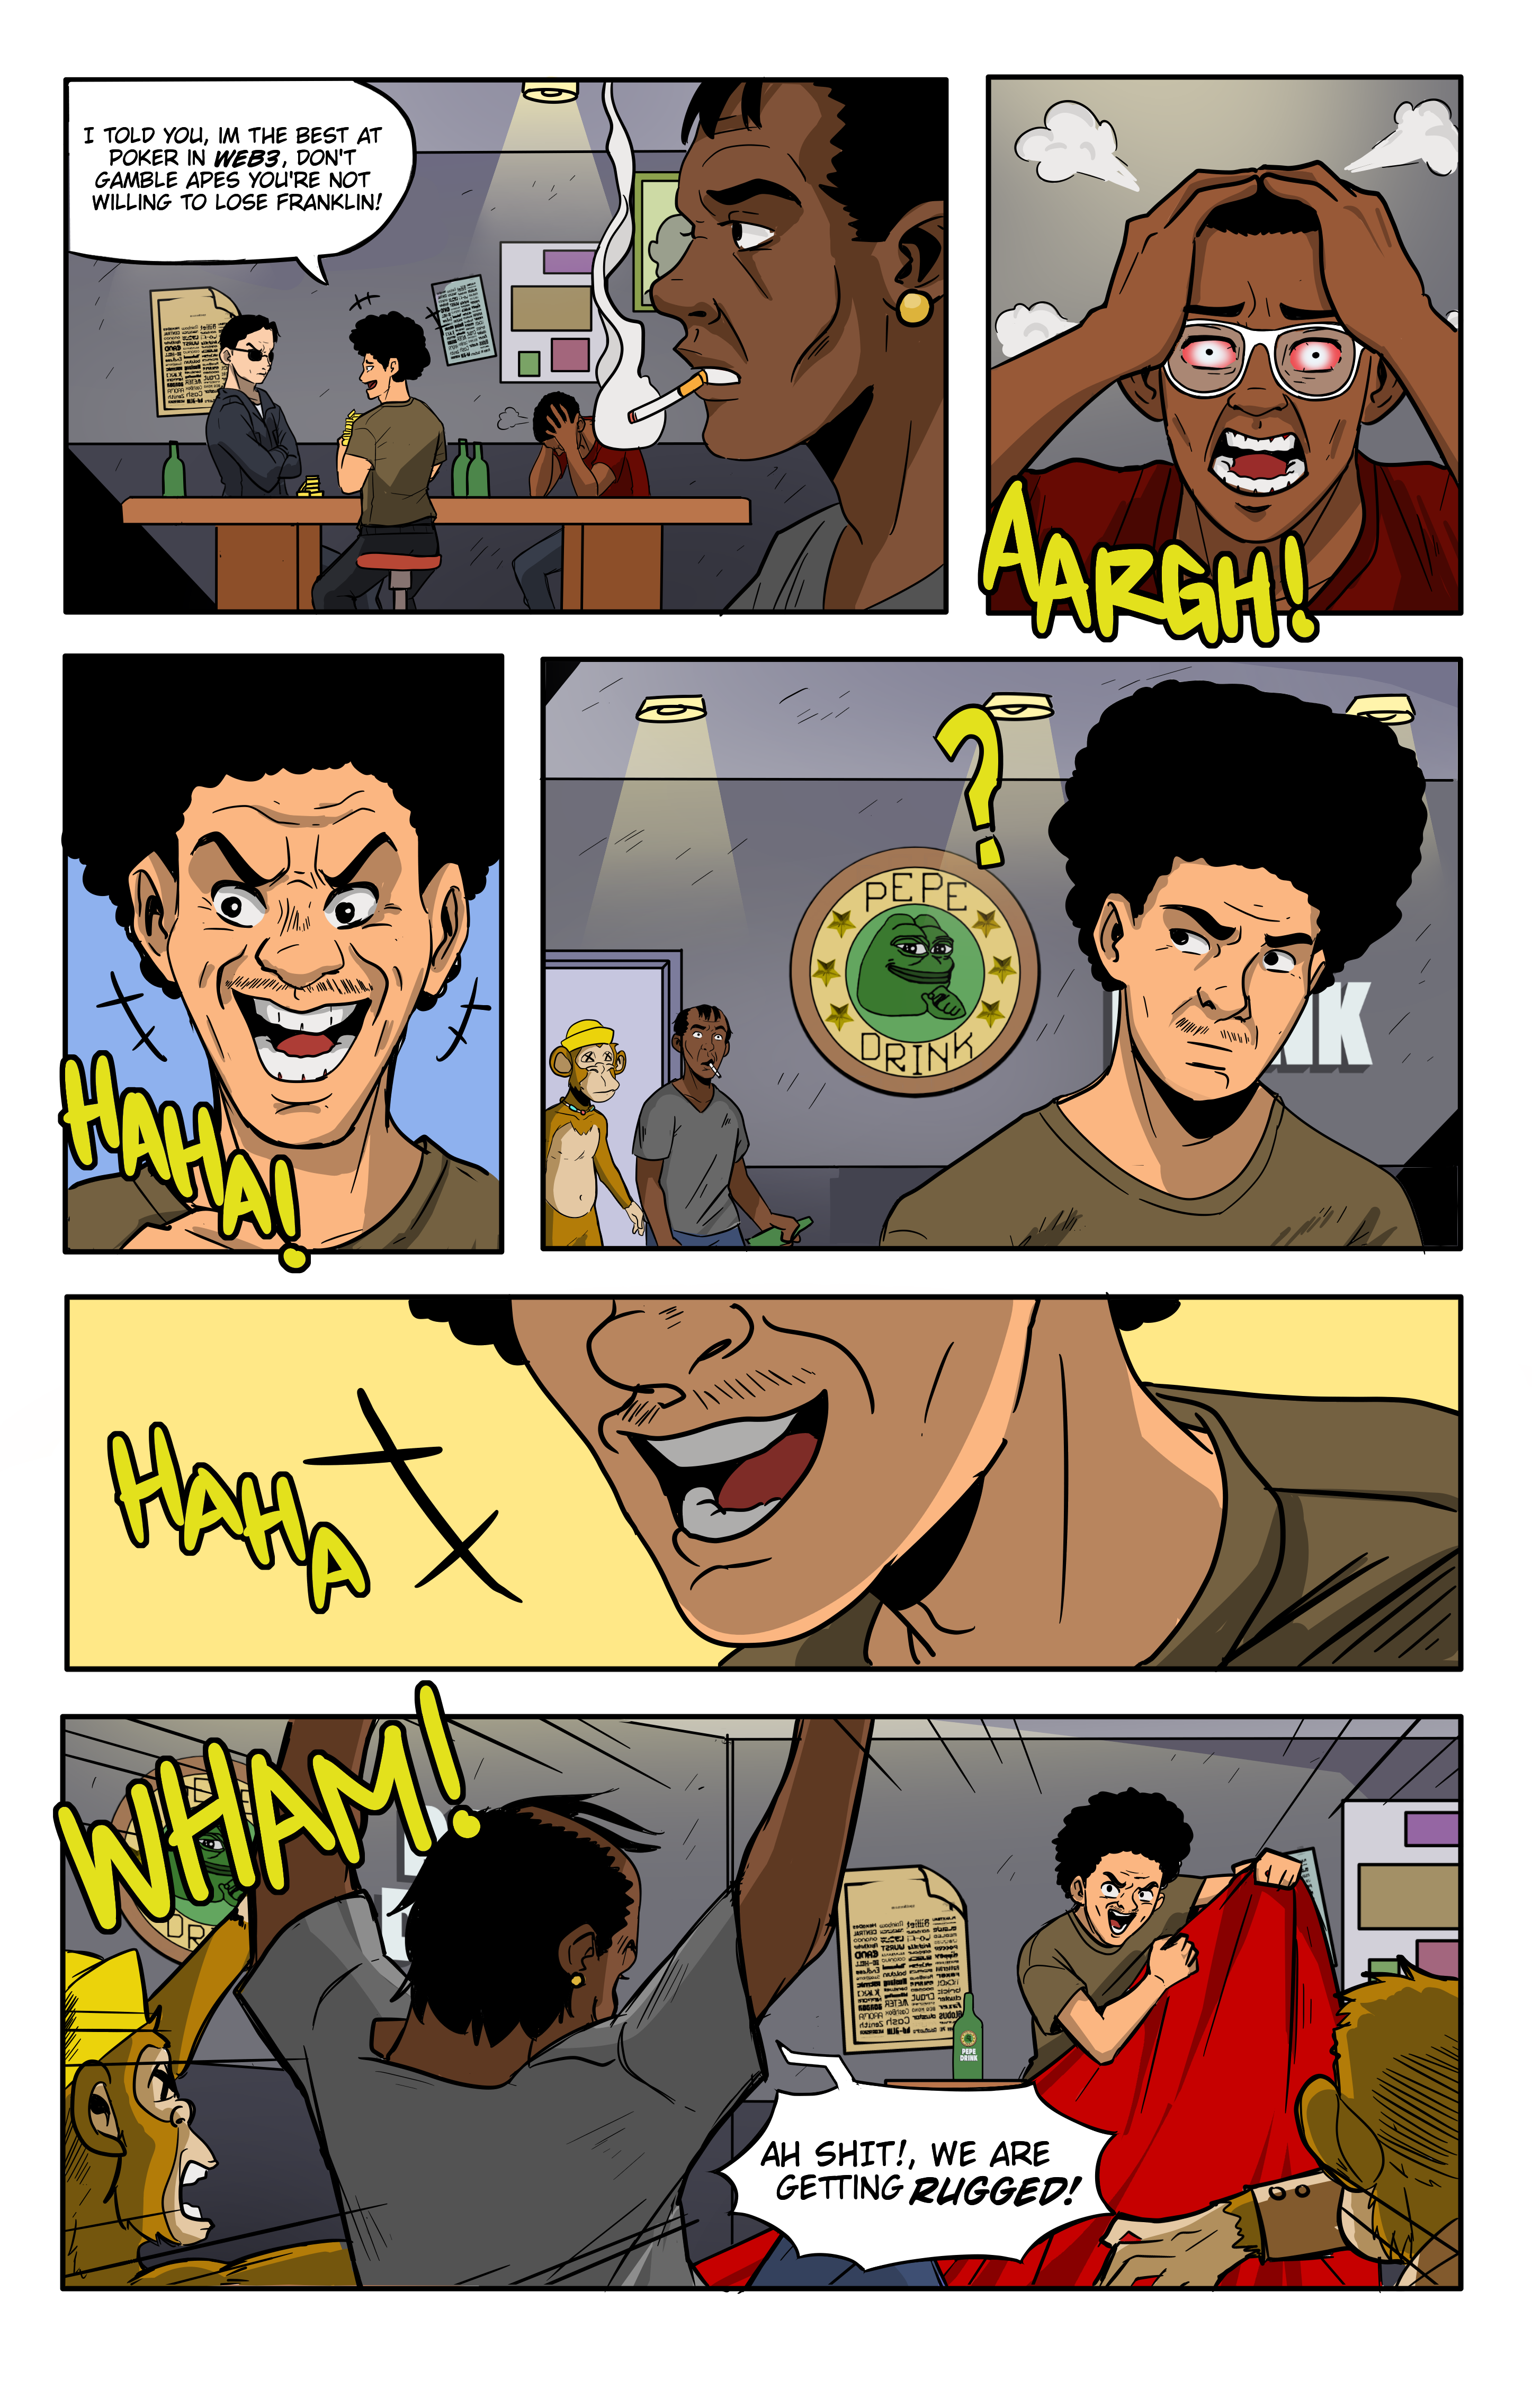 I TOLD YOU, IM THE BEST AT
POKER IN WEB3, DON'T
GAMBLE APES YOU'RE NOT
WILLING TO LOSE FRANKLIN!
AARGH!
HAHA!
?
PEPE
DRINK
NK
HAHA
WHAM!
PEPE
DRINK
AH SHIT!, WE ARE
GETTING RUGGED!